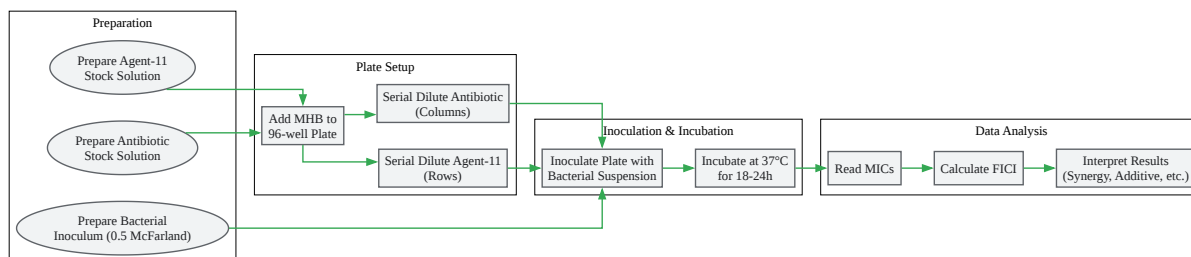 Preparation
Prepare Agent-11
Stock Solution
Prepare Antibiotic
Stock Solution
Prepare Bacterial
Inoculum (0.5 McFarland)
Plate Setup
Add MHB to
96-well Plate
Serial Dilute Antibiotic
(Columns)
Serial Dilute Agent-11
(Rows)
Inoculation & Incubation
Inoculate Plate with
Bacterial Suspension
Incubate at 37°C
for 18-24h
Data Analysis
Read MICs
Calculate FICI
Interpret Results
(Synergy, Additive, etc.)